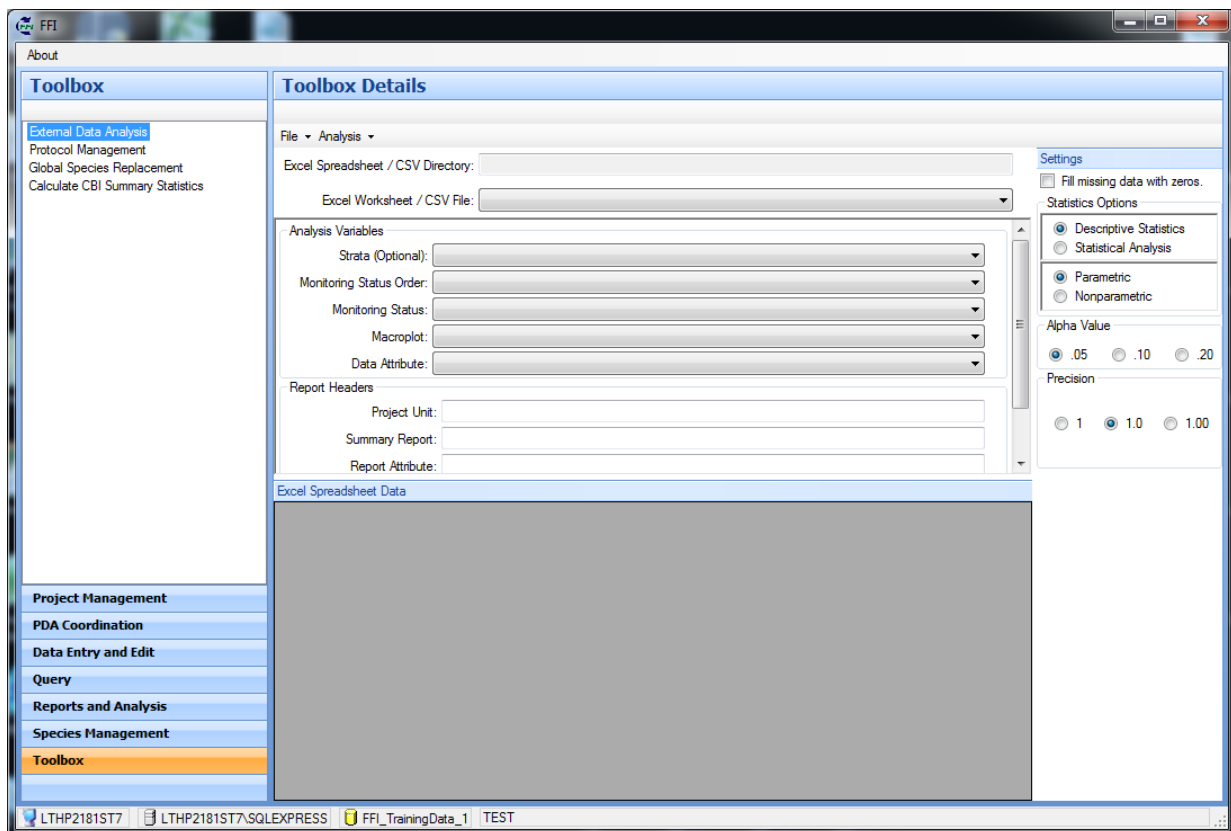 FFI
About
Toolbox
External Data Analysis
Protocol Management
Global Species Replacement
Calculate CBI Summary Statistics
Project Management
PDA Coordination
Data Entry and Edit
Query
Reports and Analysis
Species Management
Toolbox
Toolbox Details
File Analysis
Excel Spreadsheet / CSV Directory:
Excel Worksheet / CSV File:
Analysis Variables
Strata (Optional):
Monitoring Status Order:
Monitoring Status:
Macroplot:
Data Attribute:
Report Headers
Project Unit:
Summary Report:
Report Attribute:
Excel Spreadsheet Data
Settings
Fill missing data with zeros.
Statistics Options
Descriptive Statistics
Statistical Analysis
Parametric
Nonparametric
Alpha Value
.05 .10 .20
Precision
1 1.0 1.00
LTHP2181ST7 LTHP2181ST7\SQLEXPRESS FFI_TrainingData_1 TEST